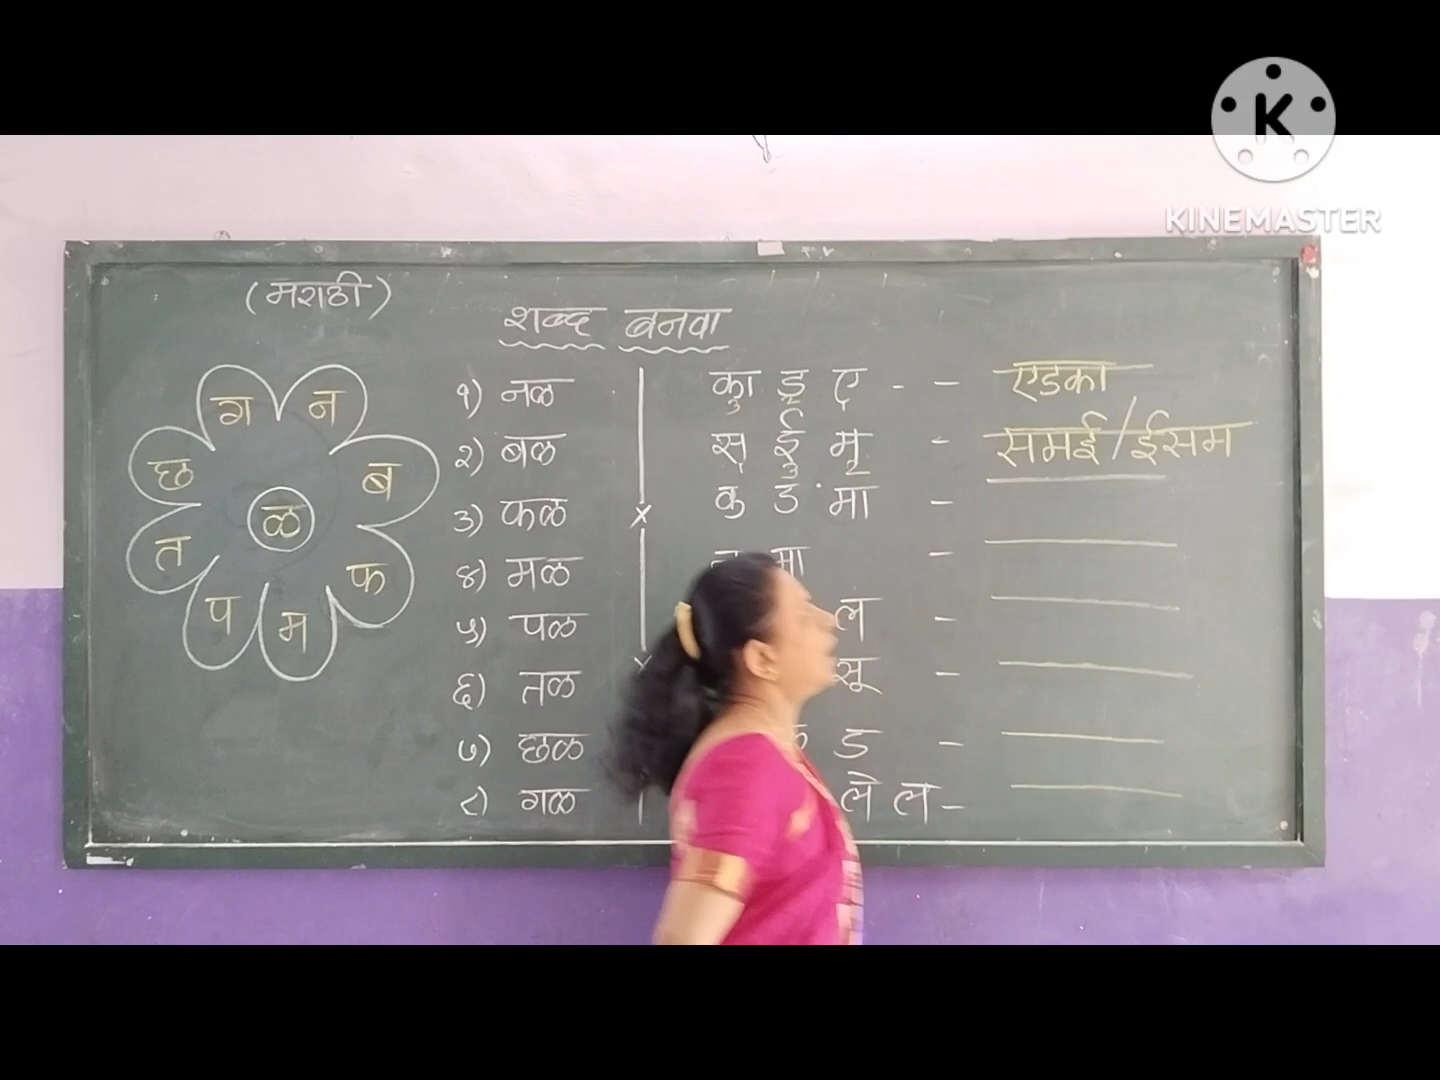 K
KINEMASTER
(मराठी)
शब्द बनवा
ग न
छ ब
ळ
त फ
प म
१) नळ
२) बळ
३) फळ
४) मळ
५) पळ
६) तळ
७) छळ
८) गळ
का ड ए - - एडका
स ई म - समई/ईसम
क डं मा -
मा -
ल -
सू -
क ड -
ले ल -